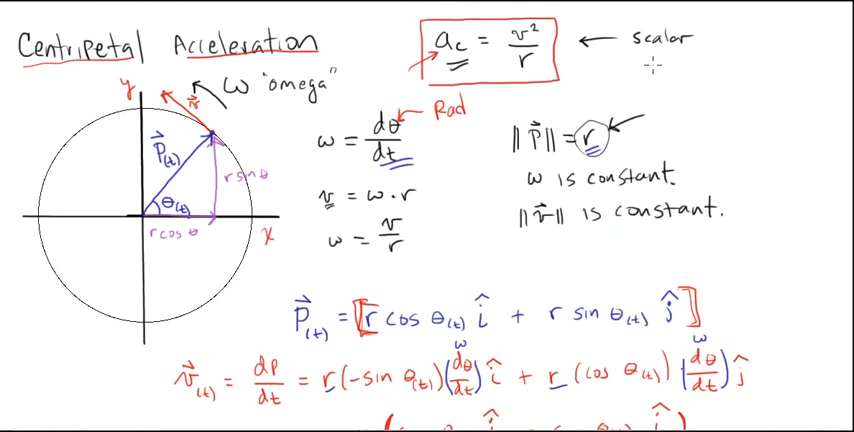 Centripetal Acceleration
a_c = v²/r ← scalar
y
ω "omega"
v⃗
P⃗(t)
θ(t)
r sin θ
r cos θ
x
ω = dθ/dt ← Rad
v = ω · r
ω = v/r
‖P⃗‖ = r
ω is constant.
‖v⃗‖ is constant.
P⃗(t) = [r cos θ(t) î + r sin θ(t) ĵ]
ω ω
v⃗(t) = dP/dt = r(-sin θ(t))(dθ/dt) î + r (cos θ(t)) (dθ/dt) ĵ